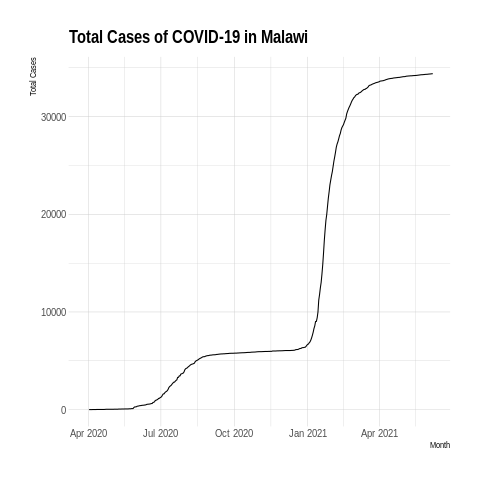 Total Cases of COVID-19 in Malawi
Total Cases
30000
20000
10000
0
Apr 2020 Jul 2020 Oct 2020 Jan 2021 Apr 2021
Month